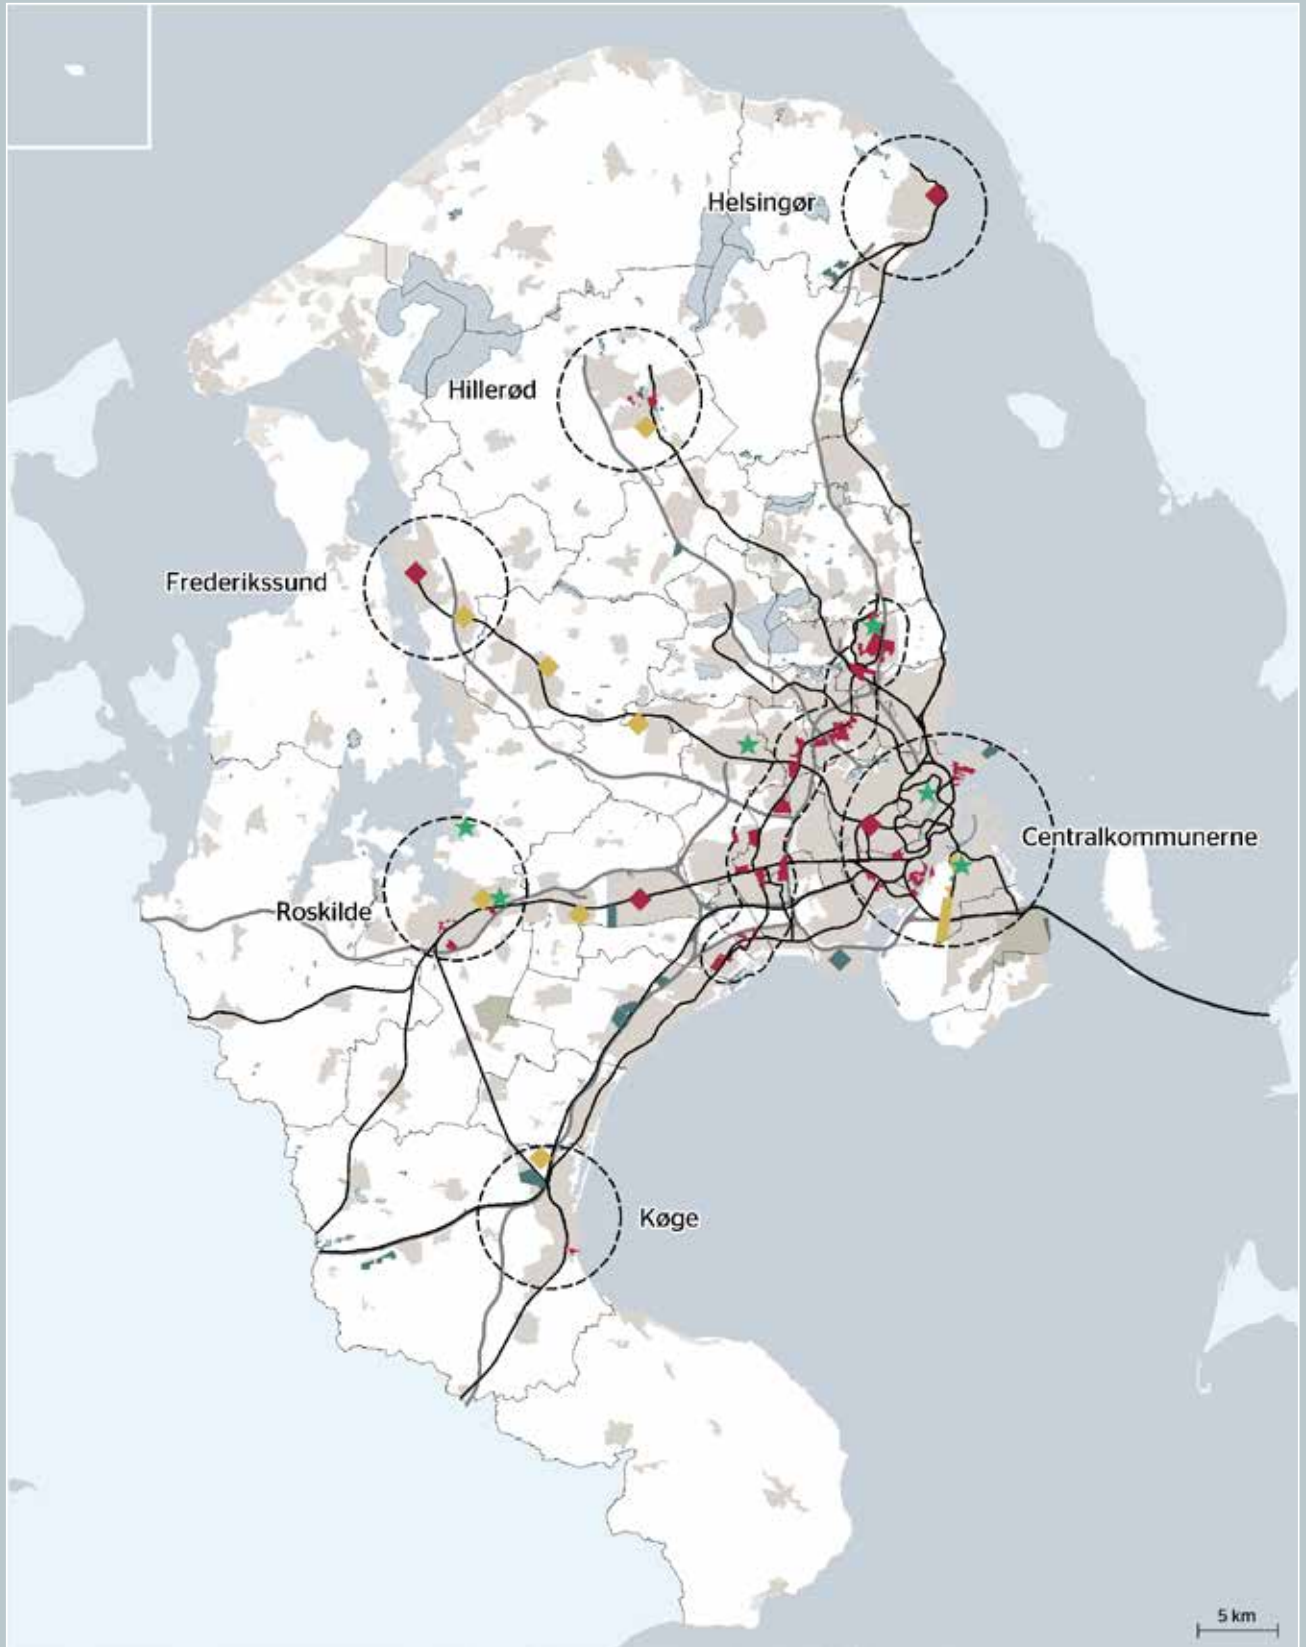 Helsingør
Hillerød
Frederikssund
Centralkommunerne
Roskilde
Køge
5 km